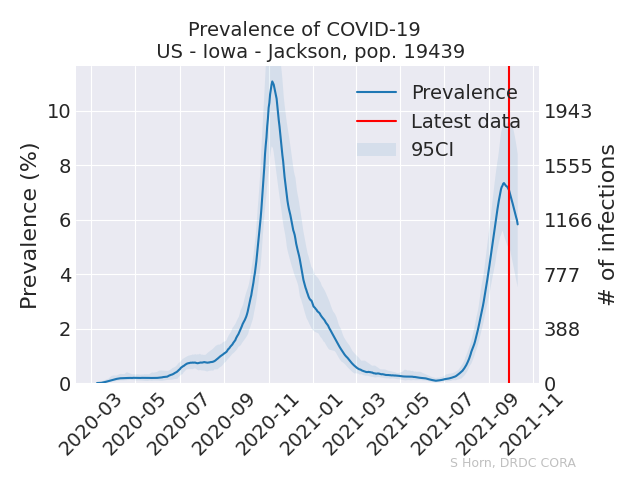 Prevalence of COVID-19
US - Iowa - Jackson, pop. 19439
Prevalence
Latest data
95CI
Prevalence (%)
10
8
6
4
2
0
1943
1555
1166
777
388
0
# of infections
2020-03
2020-05
2020-07
2020-09
2020-11
2021-01
2021-03
2021-05
2021-07
2021-09
2021-11
S Horn, DRDC CORA